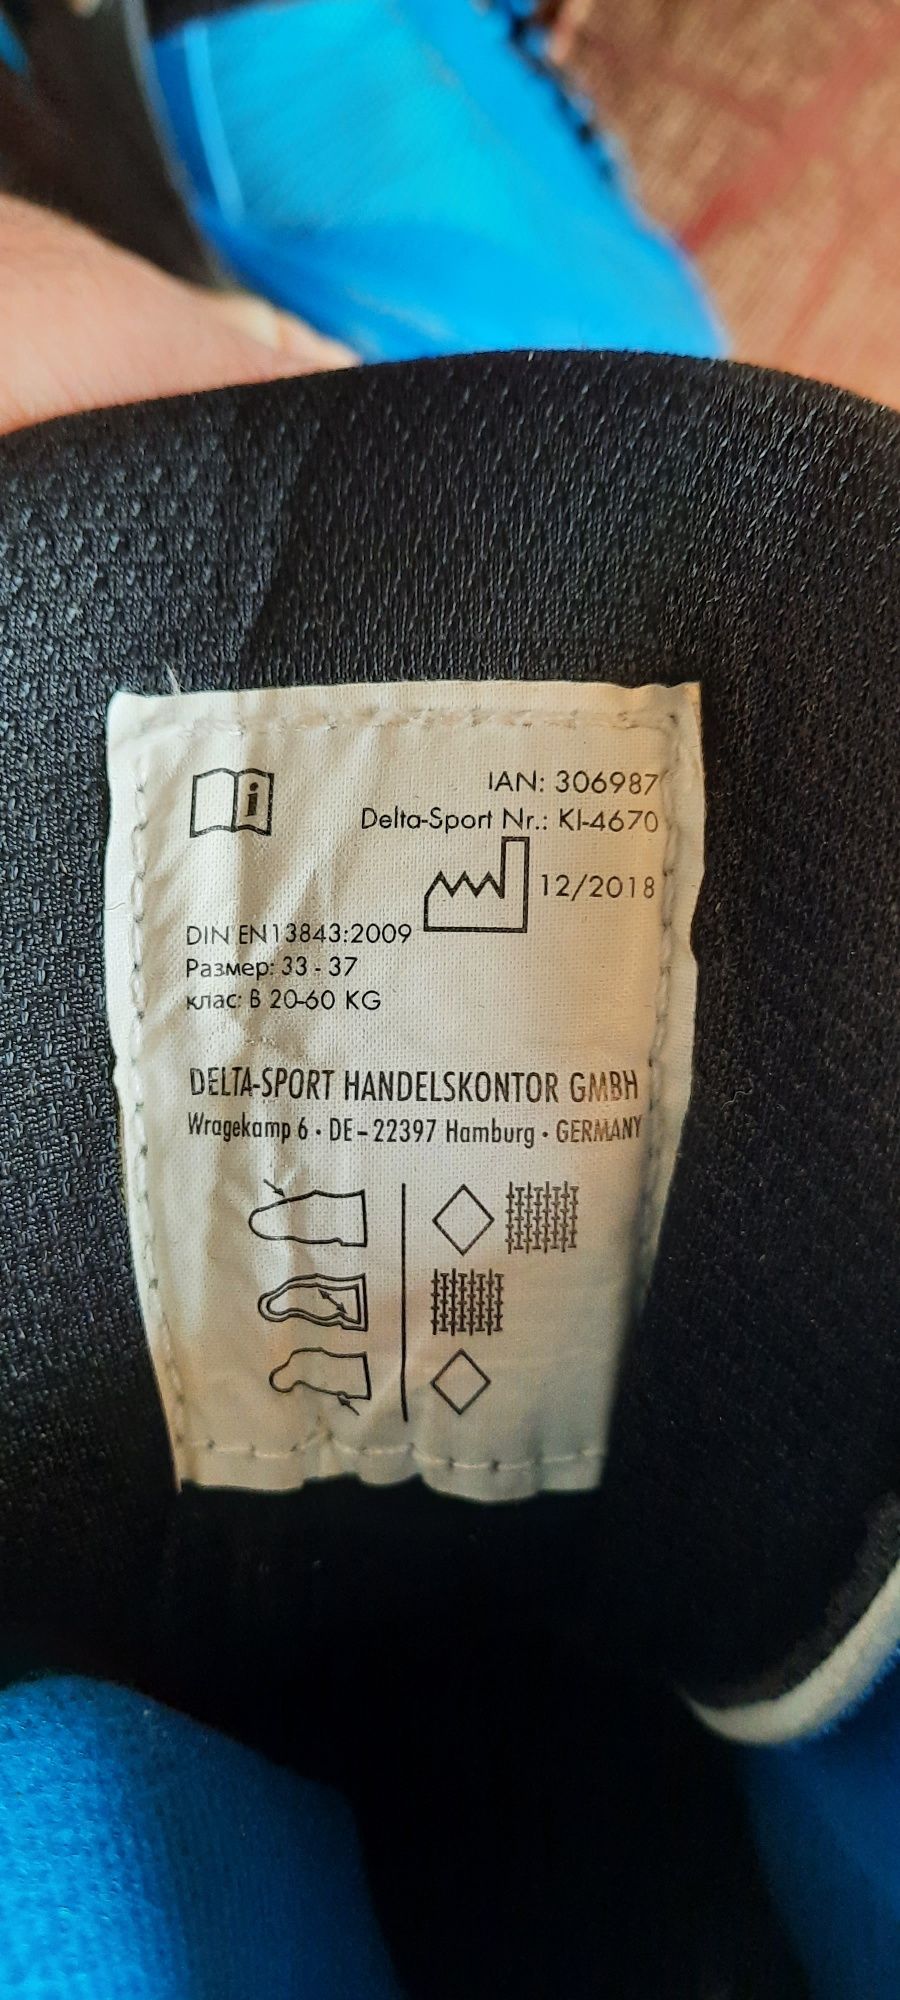 IAN: 306987
Delta-Sport Nr.: KI-4670
12/2018
DIN EN13843:2009
Размер: 33 - 37
клас: B 20-60 KG
DELTA-SPORT HANDELSKONTOR GMBH
Wragekamp 6 · DE-22397 Hamburg · GERMANY